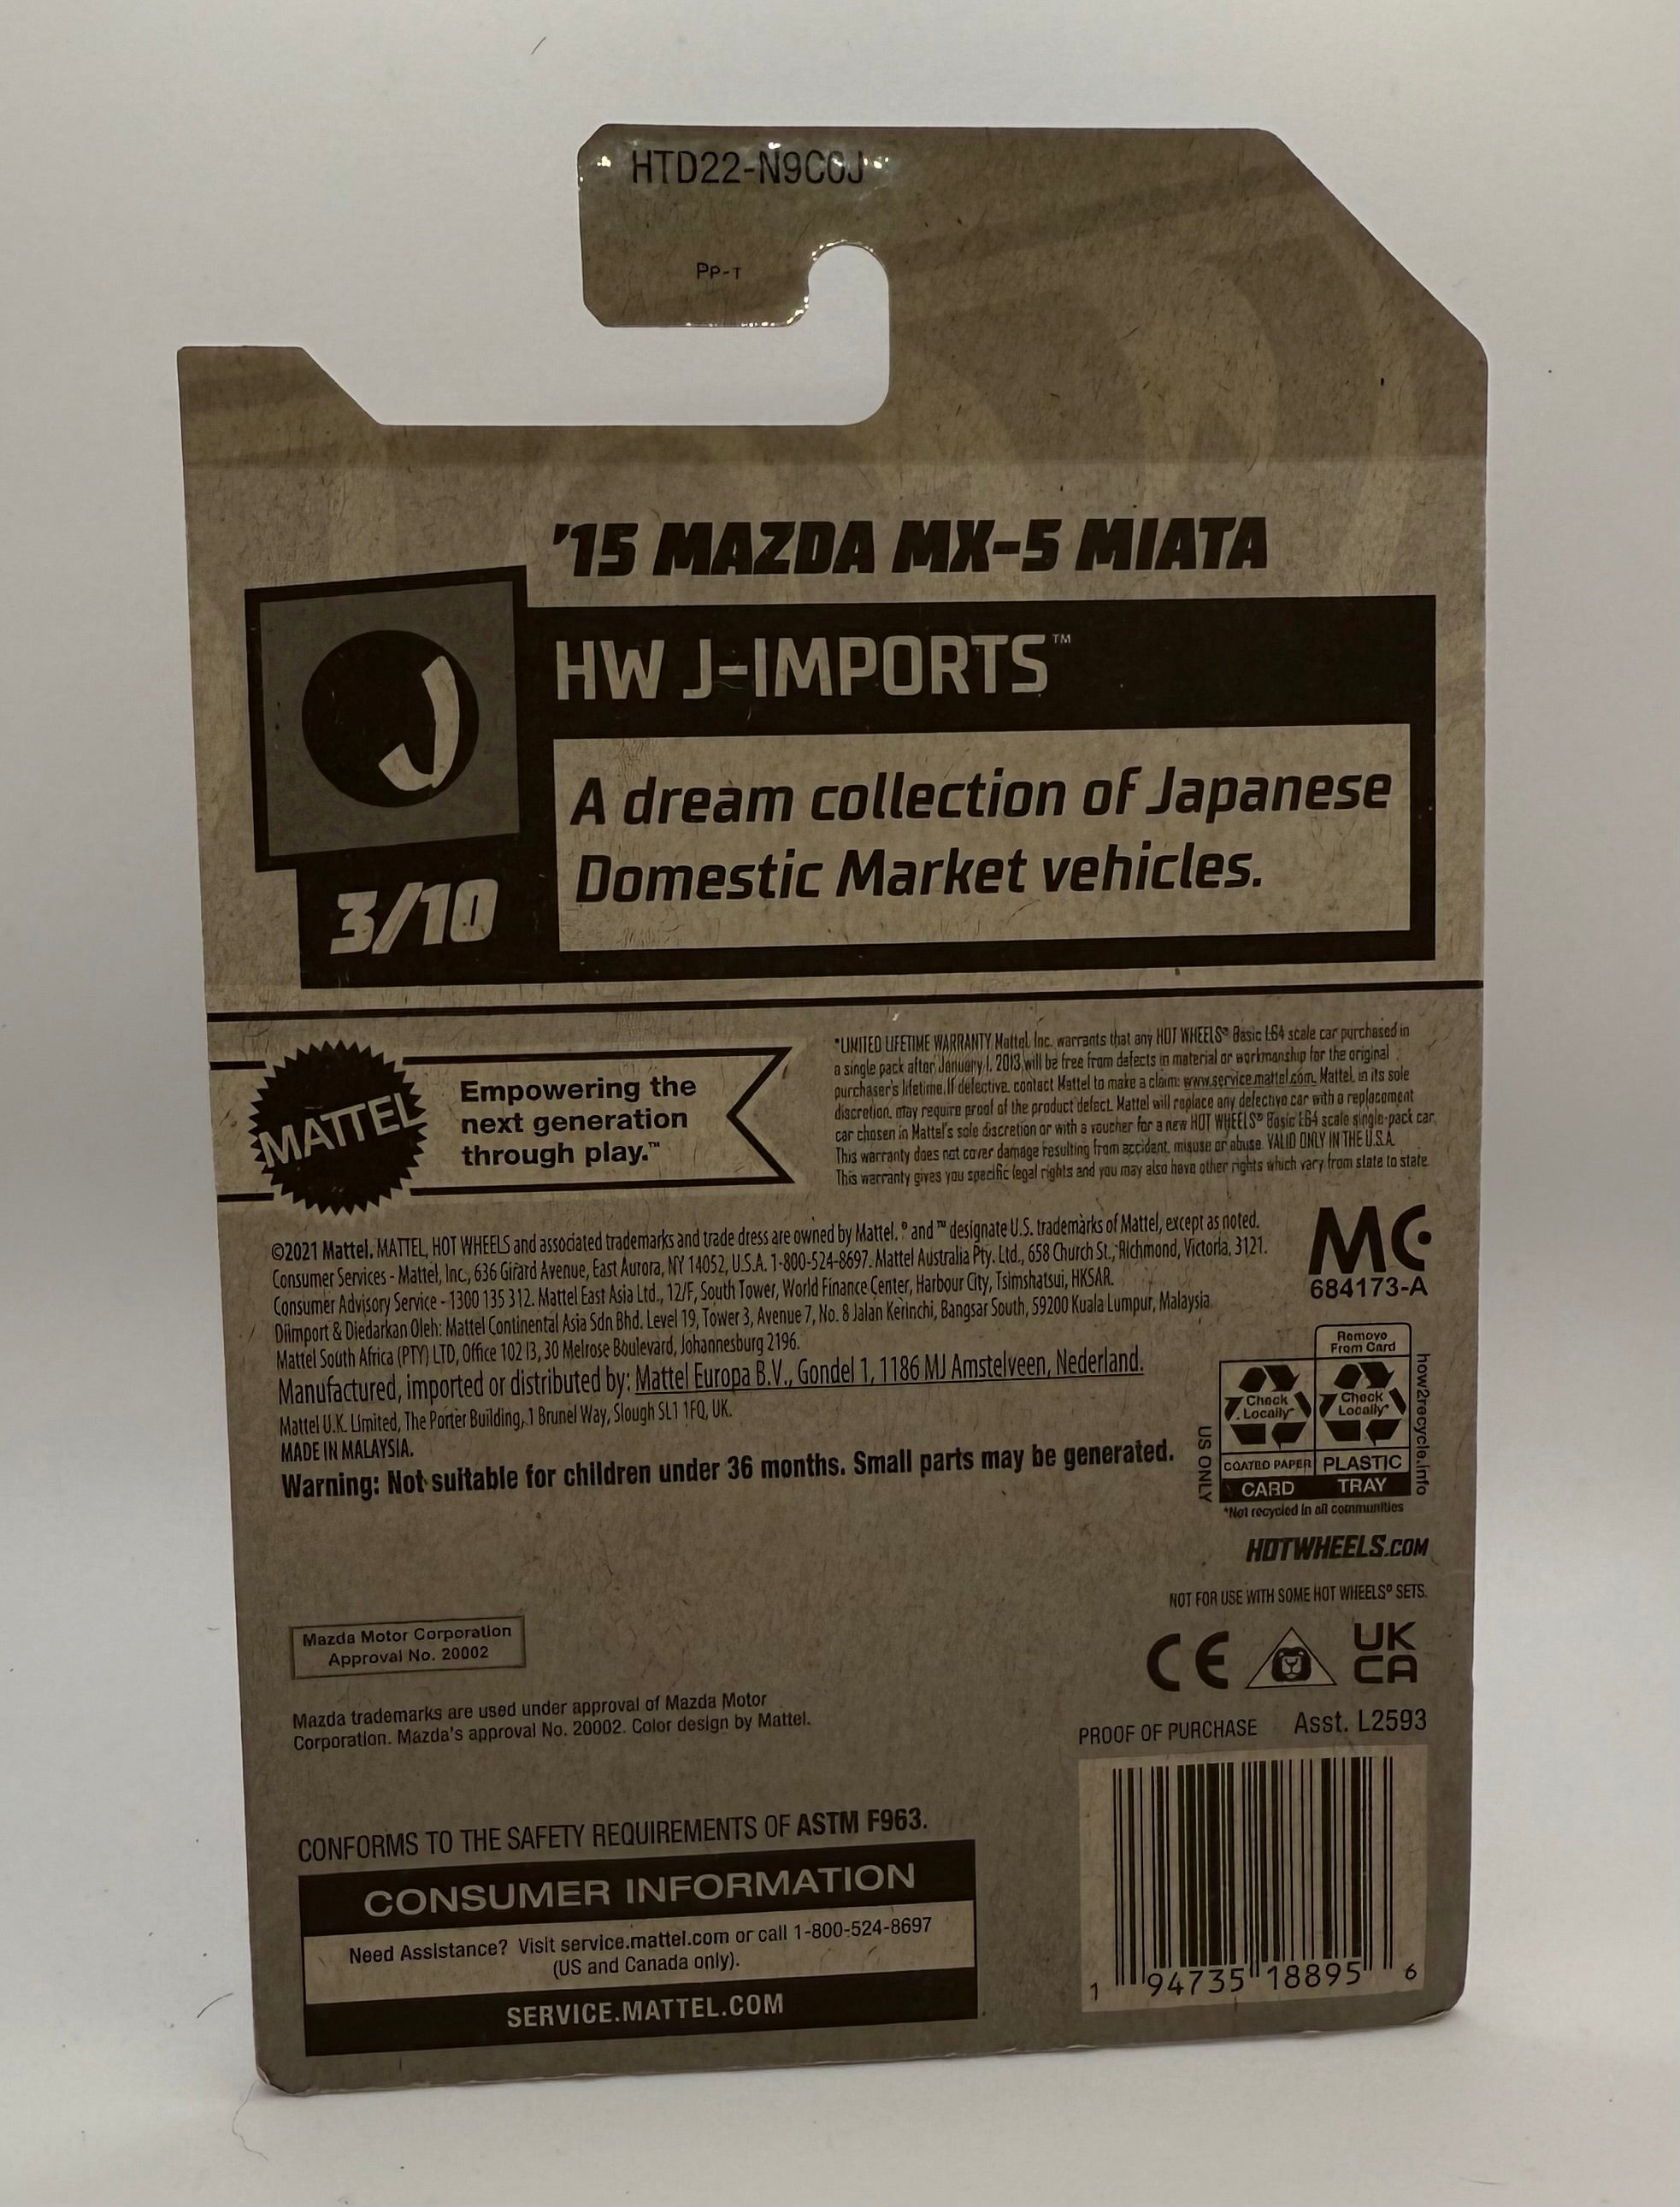 HTD22-N9C0J
PP-T
'15 MAZDA MX-5 MIATA
J
HW J-IMPORTS™
A dream collection of Japanese
Domestic Market vehicles.
3/10
MATTEL
Empowering the
next generation
through play.™
*LIMITED LIFETIME WARRANTY Mattel, Inc. warrants that any HOT WHEELS® Basic 1:64 scale car purchased in
a single pack after January 1, 2013 will be free from defects in material or workmanship for the original
purchaser's lifetime. If defective, contact Mattel to make a claim: www.service.mattel.com. Mattel, in its sole
discretion, may require proof of the product defect. Mattel will replace any defective car with a replacement
car chosen in Mattel's sole discretion or with a voucher for a new HOT WHEELS® Basic 1:64 scale single-pack car.
This warranty does not cover damage resulting from accident, misuse or abuse. VALID ONLY IN THE U.S.A.
This warranty gives you specific legal rights and you may also have other rights which vary from state to state.
©2021 Mattel. MATTEL, HOT WHEELS and associated trademarks and trade dress are owned by Mattel. ® and ™ designate U.S. trademarks of Mattel, except as noted.
Consumer Services - Mattel, Inc., 636 Girard Avenue, East Aurora, NY 14052, U.S.A. 1-800-524-8697. Mattel Australia Pty. Ltd., 658 Church St., Richmond, Victoria, 3121.
Consumer Advisory Service - 1300 135 312. Mattel East Asia Ltd., 12/F, South Tower, World Finance Center, Harbour City, Tsimshatsui, HKSAR.
Diimport & Diedarkan Oleh: Mattel Continental Asia Sdn Bhd. Level 19, Tower 3, Avenue 7, No. 8 Jalan Kerinchi, Bangsar South, 59200 Kuala Lumpur, Malaysia.
Mattel South Africa (PTY) LTD, Office 102 I3, 30 Melrose Boulevard, Johannesburg 2196.
Manufactured, imported or distributed by: Mattel Europa B.V., Gondel 1, 1186 MJ Amstelveen, Nederland.
Mattel U.K. Limited, The Porter Building, 1 Brunel Way, Slough SL1 1FQ, UK.
MADE IN MALAYSIA.
Warning: Not suitable for children under 36 months. Small parts may be generated.
MC
684173-A
Remove
From Card
Check
Locally*
Check
Locally*
COATED PAPER
PLASTIC
CARD
TRAY
US ONLY
how2recycle.info
*Not recycled in all communities
HOTWHEELS.COM
NOT FOR USE WITH SOME HOT WHEELS® SETS.
Mazda Motor Corporation
Approval No. 20002
CE
UK
CA
Mazda trademarks are used under approval of Mazda Motor
Corporation. Mazda's approval No. 20002. Color design by Mattel.
PROOF OF PURCHASE Asst. L2593
CONFORMS TO THE SAFETY REQUIREMENTS OF ASTM F963.
CONSUMER INFORMATION
Need Assistance? Visit service.mattel.com or call 1-800-524-8697
(US and Canada only).
SERVICE.MATTEL.COM
1 94735 18895 6